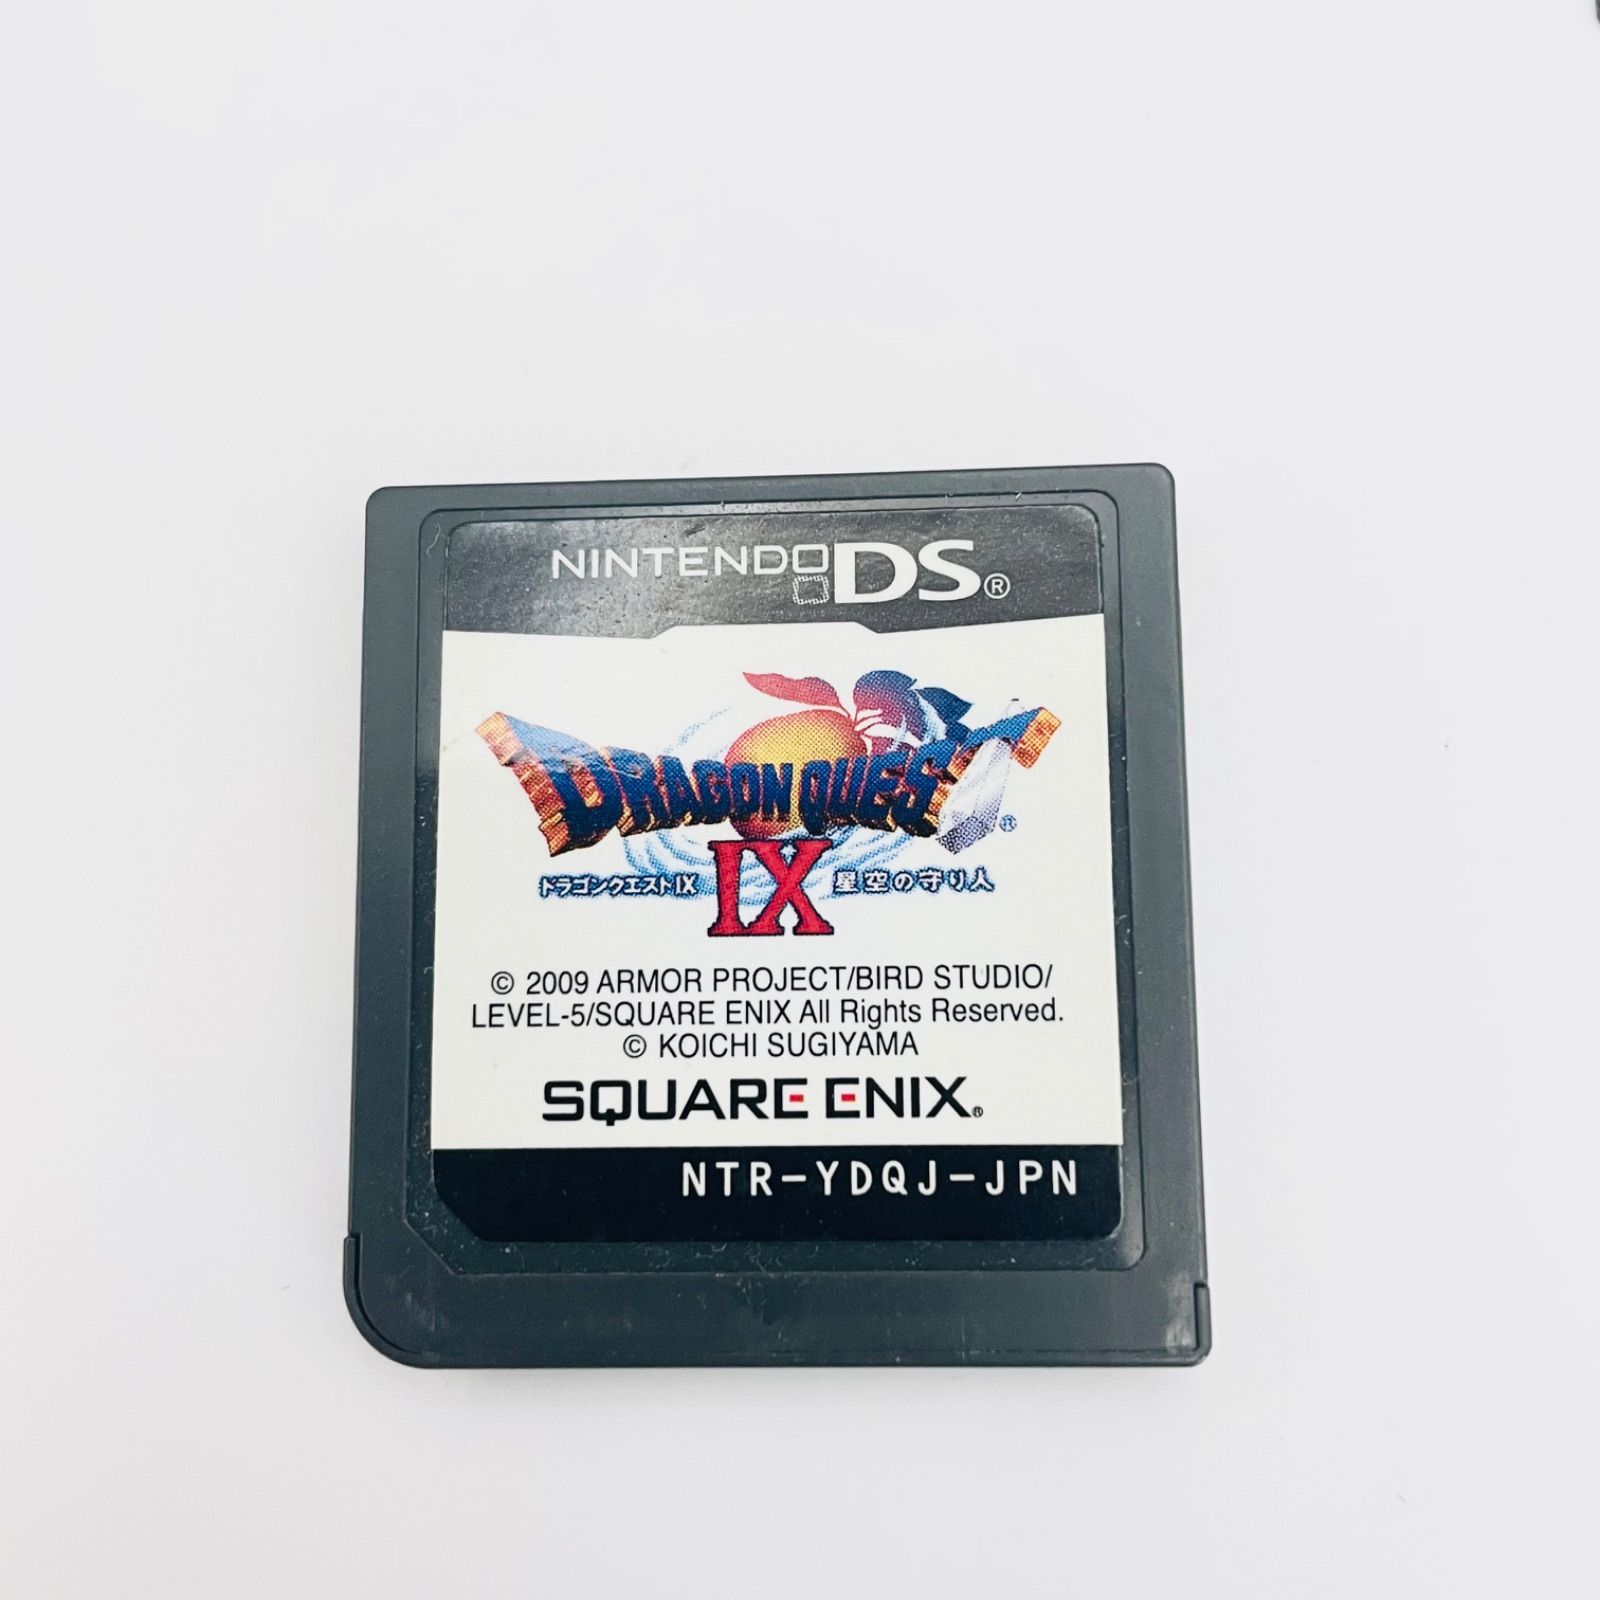 NINTENDO DS®
DRAGON QUEST®
IX
ドラゴンクエストIX 星空の守り人
© 2009 ARMOR PROJECT/BIRD STUDIO/
LEVEL-5/SQUARE ENIX All Rights Reserved.
© KOICHI SUGIYAMA
SQUARE ENIX®
NTR-YDQJ-JPN